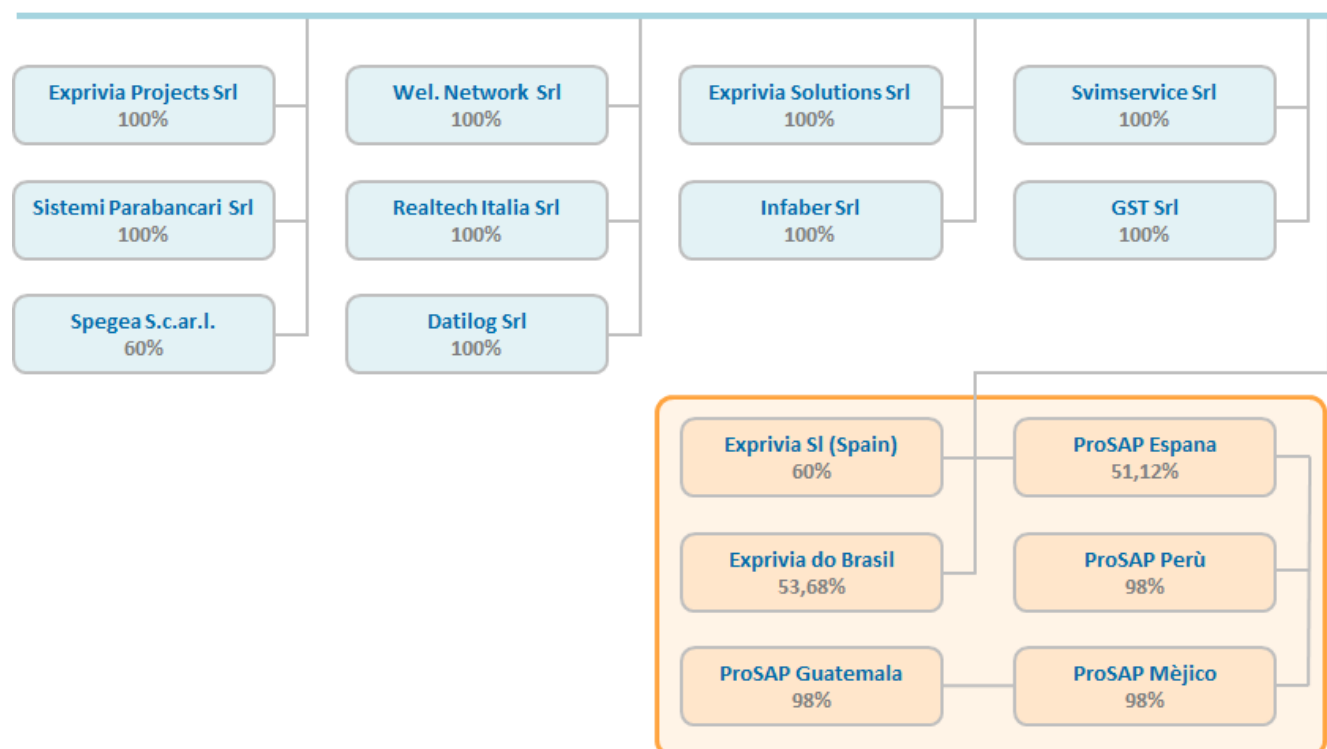 Exprivia Projects Srl
100%
Wel. Network Srl
100%
Exprivia Solutions Srl
100%
Svimservice Srl
100%
Sistemi Parabancari Srl
100%
Realtech Italia Srl
100%
Infaber Srl
100%
GST Srl
100%
Spegea S.c.ar.l.
60%
Datilog Srl
100%
Exprivia Sl (Spain)
60%
ProSAP Espana
51,12%
Exprivia do Brasil
53,68%
ProSAP Perù
98%
ProSAP Guatemala
98%
ProSAP Mèjico
98%